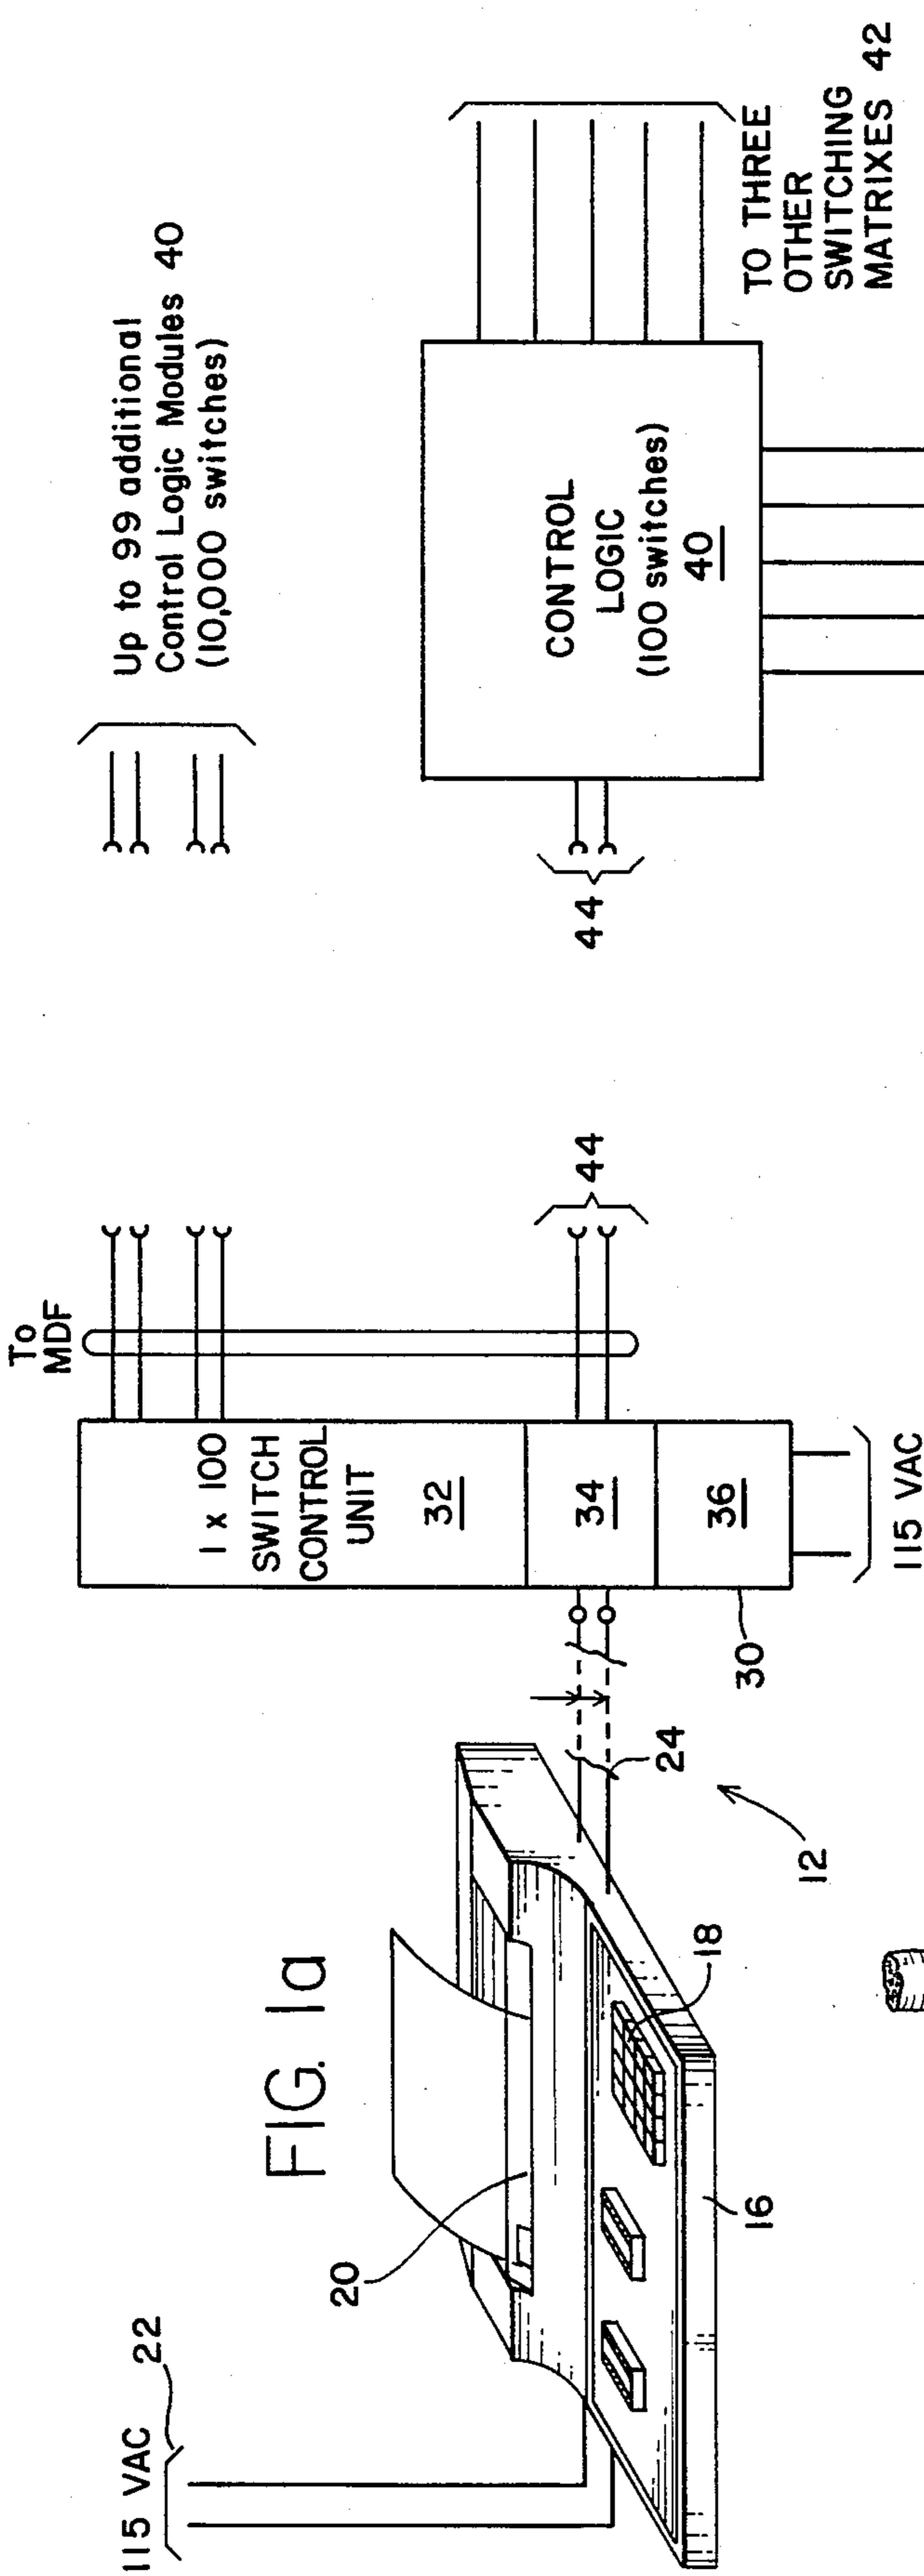 FIG. 1a
115 VAC 22
20
18
16
12
24
To
MDF
1 x 100
SWITCH
CONTROL
UNIT
32
34
36
30
115 VAC
44
44
Up to 99 additional
Control Logic Modules 40
(10,000 switches)
CONTROL
LOGIC
(100 switches)
40
TO THREE
OTHER
SWITCHING
MATRIXES 42